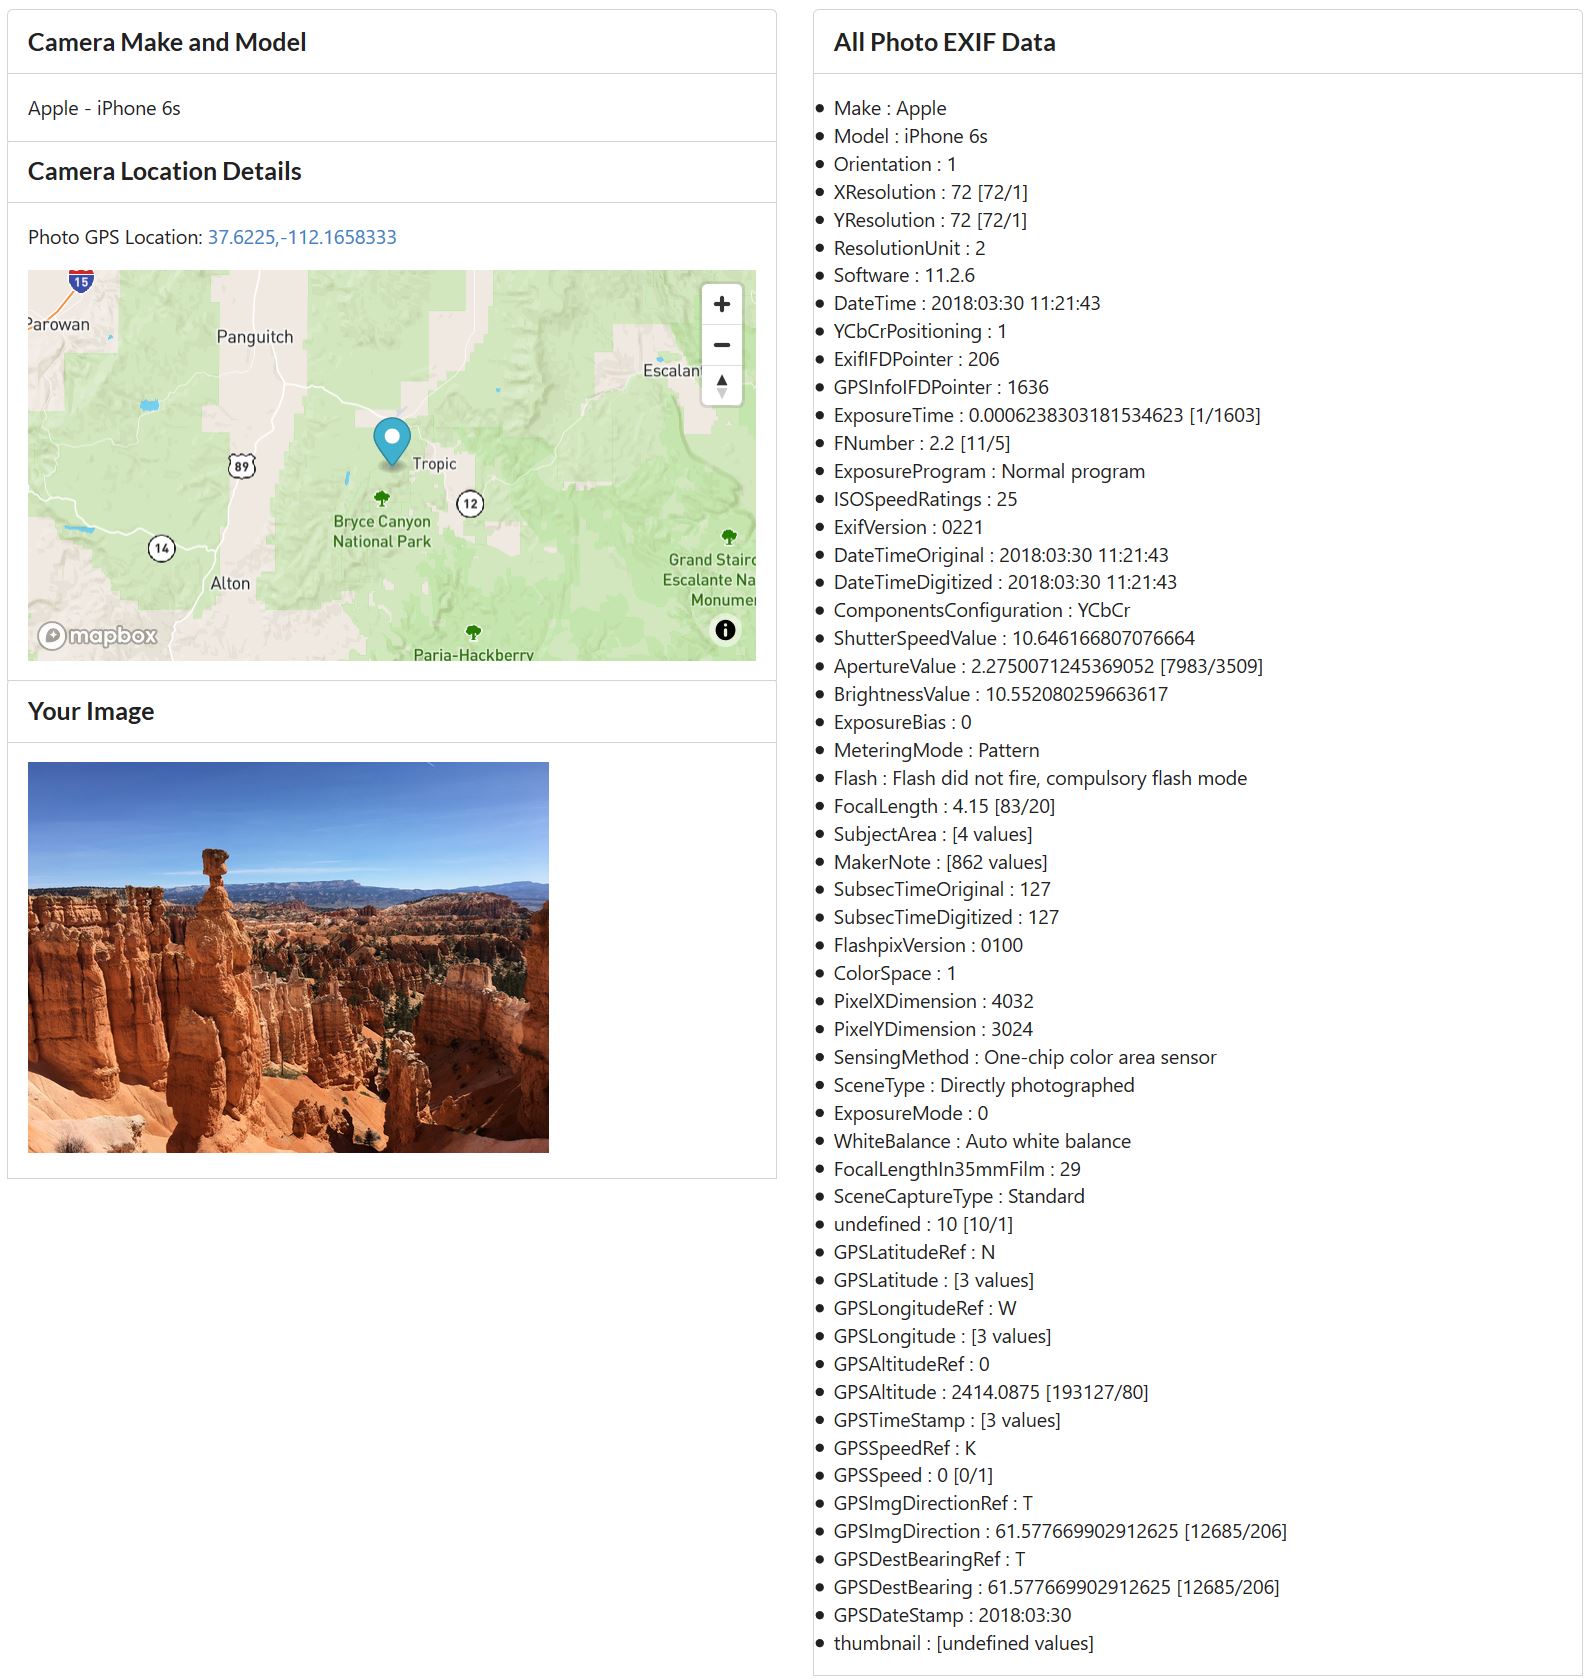 Camera Make and Model
Apple - iPhone 6s
Camera Location Details
Photo GPS Location: 37.6225,-112.1658333
15
Parowan
Panguitch
Escalant
89
Tropic
12
Bryce Canyon
National Park
14
Alton
Grand Stairc
Escalante Na
Monumen
mapbox
Paria-Hackberry
Your Image
All Photo EXIF Data
Make : Apple
Model : iPhone 6s
Orientation : 1
XResolution : 72 [72/1]
YResolution : 72 [72/1]
ResolutionUnit : 2
Software : 11.2.6
DateTime : 2018:03:30 11:21:43
YCbCrPositioning : 1
ExifIFDPointer : 206
GPSInfoIFDPointer : 1636
ExposureTime : 0.0006238303181534623 [1/1603]
FNumber : 2.2 [11/5]
ExposureProgram : Normal program
ISOSpeedRatings : 25
ExifVersion : 0221
DateTimeOriginal : 2018:03:30 11:21:43
DateTimeDigitized : 2018:03:30 11:21:43
ComponentsConfiguration : YCbCr
ShutterSpeedValue : 10.646166807076664
ApertureValue : 2.2750071245369052 [7983/3509]
BrightnessValue : 10.552080259663617
ExposureBias : 0
MeteringMode : Pattern
Flash : Flash did not fire, compulsory flash mode
FocalLength : 4.15 [83/20]
SubjectArea : [4 values]
MakerNote : [862 values]
SubsecTimeOriginal : 127
SubsecTimeDigitized : 127
FlashpixVersion : 0100
ColorSpace : 1
PixelXDimension : 4032
PixelYDimension : 3024
SensingMethod : One-chip color area sensor
SceneType : Directly photographed
ExposureMode : 0
WhiteBalance : Auto white balance
FocalLengthIn35mmFilm : 29
SceneCaptureType : Standard
undefined : 10 [10/1]
GPSLatitudeRef : N
GPSLatitude : [3 values]
GPSLongitudeRef : W
GPSLongitude : [3 values]
GPSAltitudeRef : 0
GPSAltitude : 2414.0875 [193127/80]
GPSTimeStamp : [3 values]
GPSSpeedRef : K
GPSSpeed : 0 [0/1]
GPSImgDirectionRef : T
GPSImgDirection : 61.577669902912625 [12685/206]
GPSDestBearingRef : T
GPSDestBearing : 61.577669902912625 [12685/206]
GPSDateStamp : 2018:03:30
thumbnail : [undefined values]